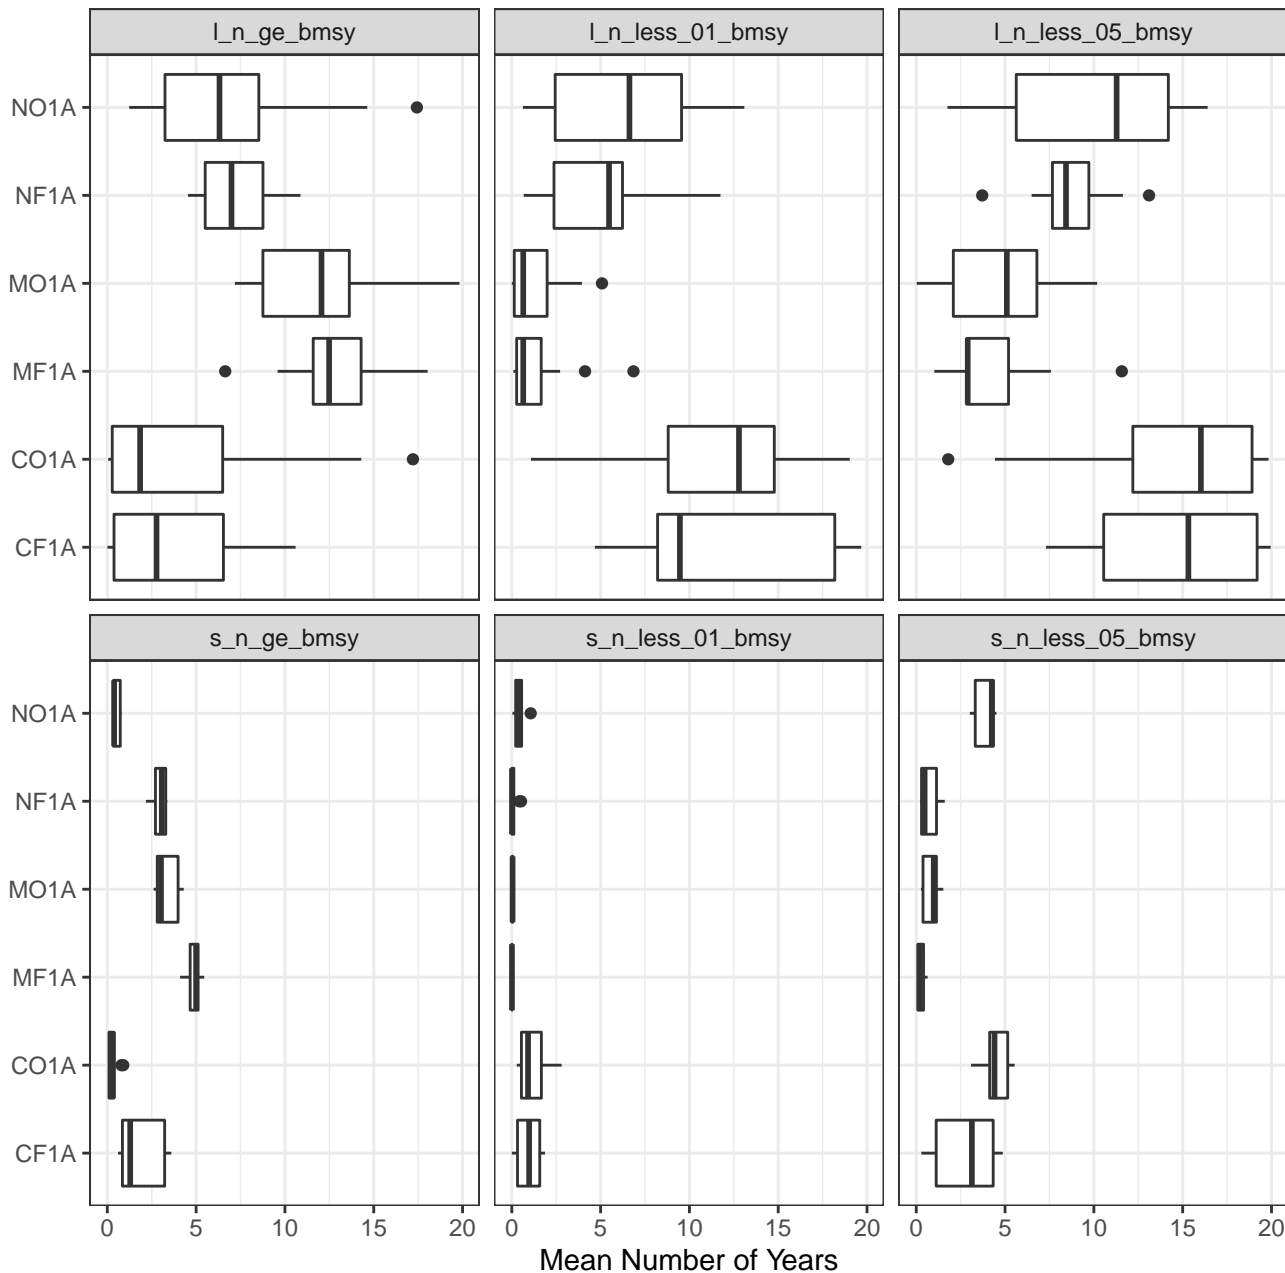 l_n_ge_bmsy l_n_less_01_bmsy l_n_less_05_bmsy
NO1A
NF1A
MO1A
MF1A
CO1A
CF1A
s_n_ge_bmsy s_n_less_01_bmsy s_n_less_05_bmsy
NO1A
NF1A
MO1A
MF1A
CO1A
CF1A
0 5 10 15 20 0 5 10 15 20 0 5 10 15 20
Mean Number of Years